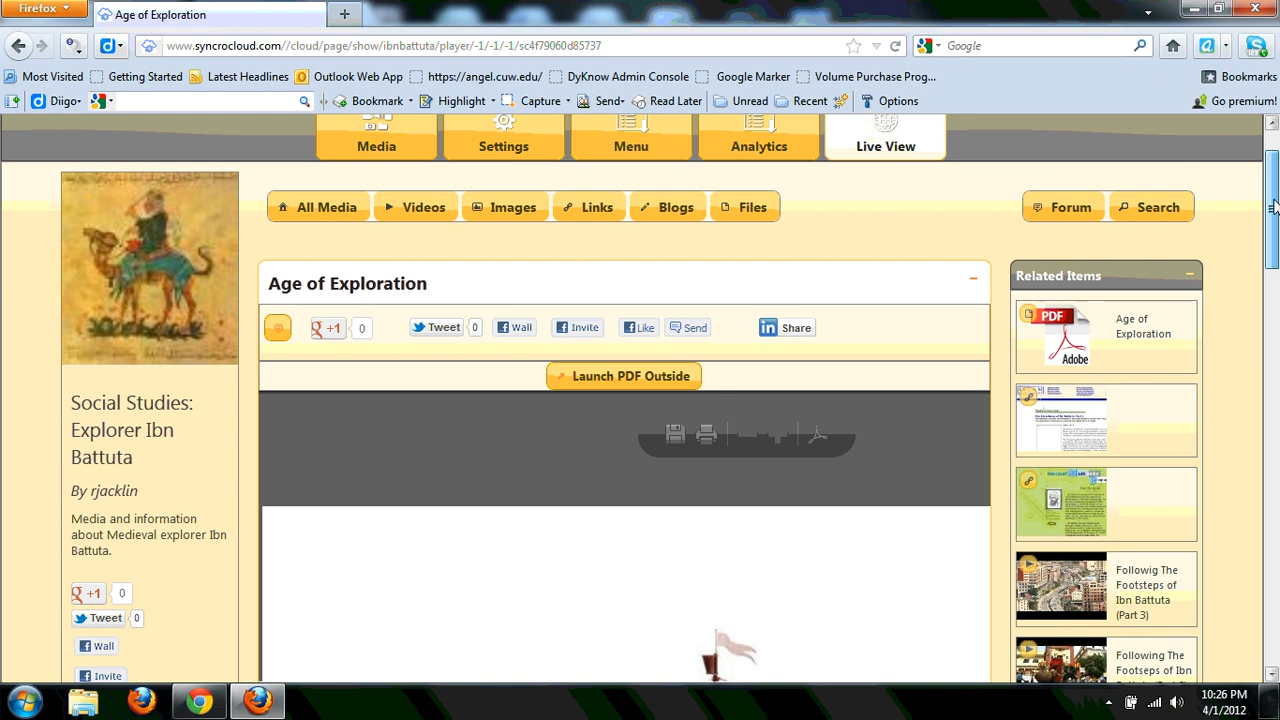 Firefox
Age of Exploration
www.syncrocloud.com//cloud/page/show/ibnbattuta/player/-1/-1/-1/sc4f79260d85737
Google
Most Visited Getting Started Latest Headlines Outlook Web App https://angel.cuw.edu/ DyKnow Admin Console Google Marker Volume Purchase Prog... Bookmarks
Diigo Bookmark Highlight Capture Send Read Later Unread Recent Options Go premium!
Media Settings Menu Analytics Live View
All Media Videos Images Links Blogs Files Forum Search
Age of Exploration
Related Items
+1 0 Tweet 0 Wall Invite Like Send Share
PDF
Adobe
Age of
Exploration
Launch PDF Outside
Social Studies:
Explorer Ibn
Battuta
By rjacklin
Media and information
about Medieval explorer Ibn
Battuta.
+1 0
Tweet 0
Wall
Invite
Followig The
Footsteps of
Ibn Battuta
(Part 3)
Following The
Footsteps of Ibn
10:26 PM
4/1/2012